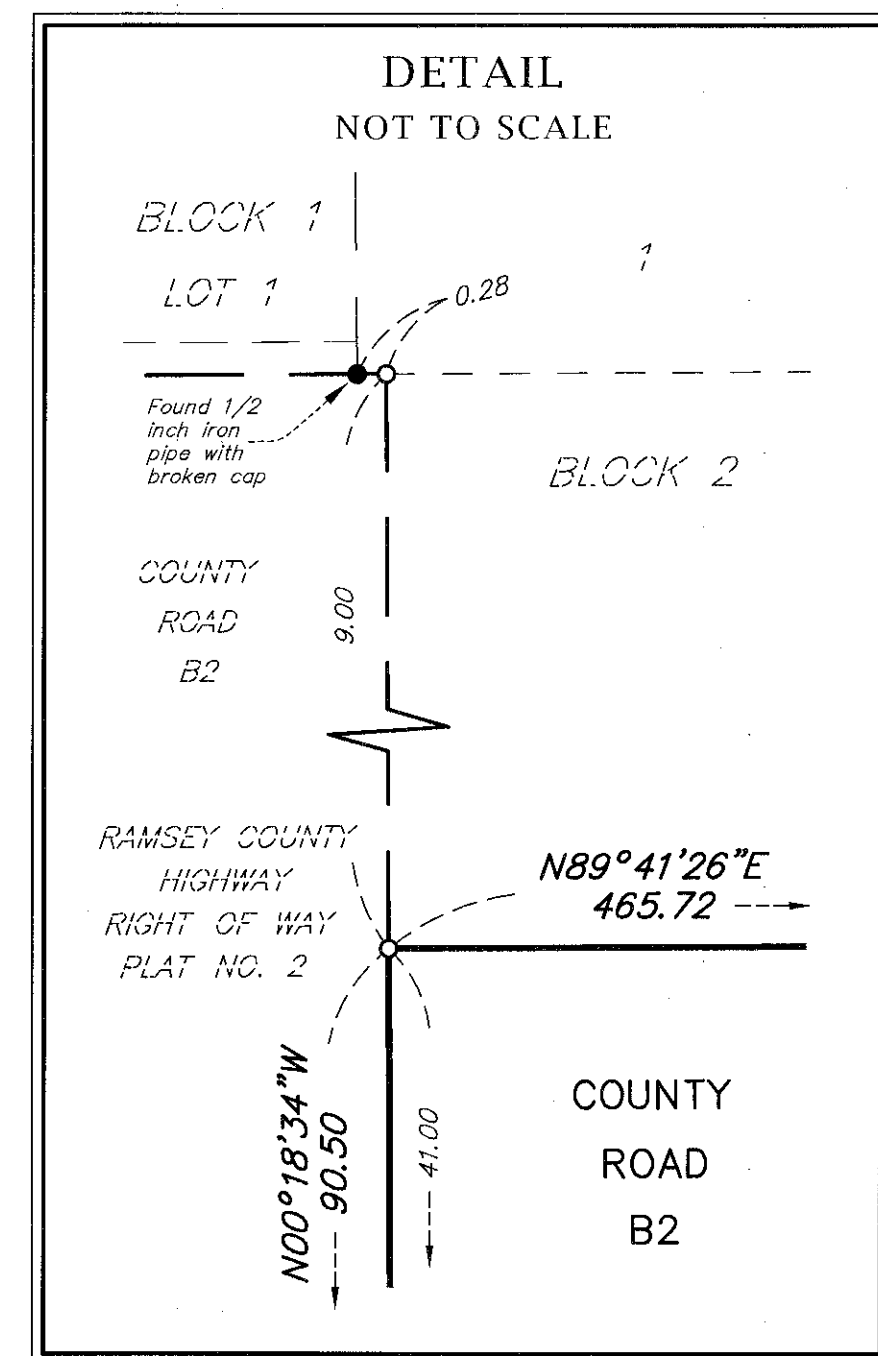 DETAIL
NOT TO SCALE
BLOCK 1
LOT 1
1
0.28
Found 1/2
inch iron
pipe with
broken cap
BLOCK 2
COUNTY
ROAD
B2
9.00
RAMSEY COUNTY
HIGHWAY
RIGHT OF WAY
PLAT NO. 2
N89°41'26"E
465.72
N00°18'34"W
90.50
41.00
COUNTY
ROAD
B2